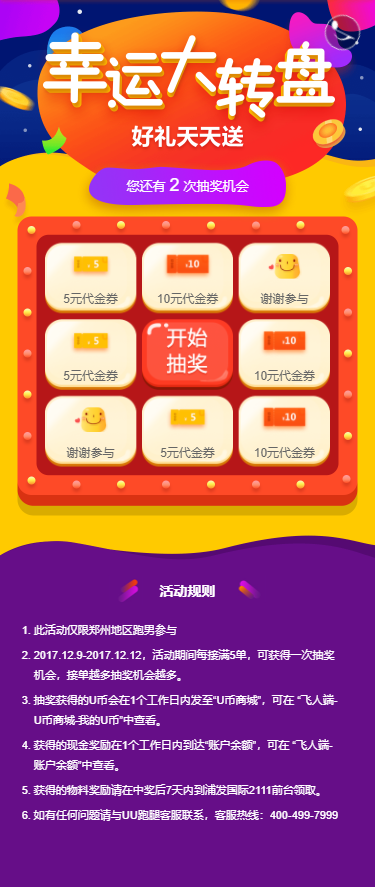 幸运大转盘
好礼天天送
您还有 2 次抽奖机会
5
10
5元代金券
10元代金券
谢谢参与
开始
抽奖
5
10
5元代金券
10元代金券
5
10
谢谢参与
5元代金券
10元代金券
活动规则
1. 此活动仅限郑州地区跑男参与
2. 2017.12.9-2017.12.12，活动期间每接满5单，可获得一次抽奖
机会，接单越多抽奖机会越多。
3. 抽奖获得的U币会在1个工作日内发至“U币商城”，可在 “飞人端-
U币商城-我的U币”中查看。
4. 获得的现金奖励在1个工作日内到达“账户余额”，可在 “飞人端-
账户余额”中查看。
5. 获得的物料奖励请在中奖后7天内到浦发国际2111前台领取。
6. 如有任何问题请与UU跑腿客服联系，客服热线：400-499-7999